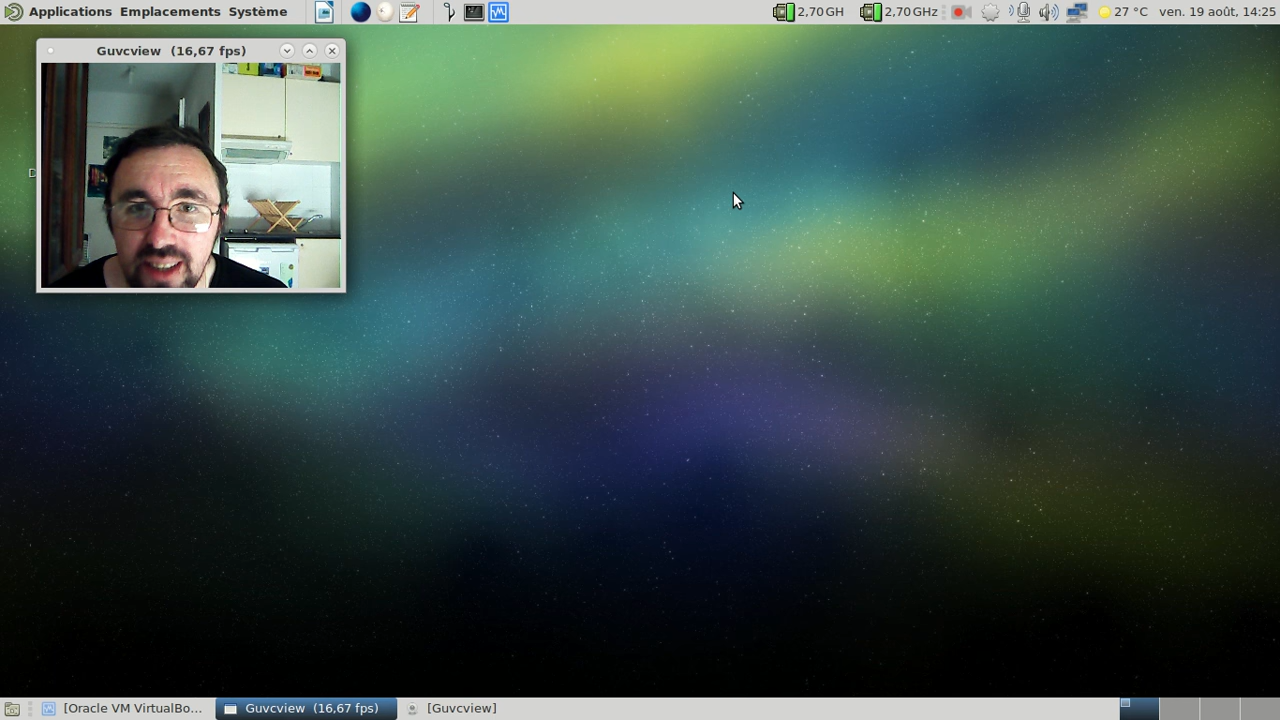 Applications Emplacements Système
2,70 GH
2,70 GHz
27 °C
ven. 19 août, 14:25
Guvcview (16,67 fps)
D
[Oracle VM VirtualBo...
Guvcview (16,67 fps)
[Guvcview]